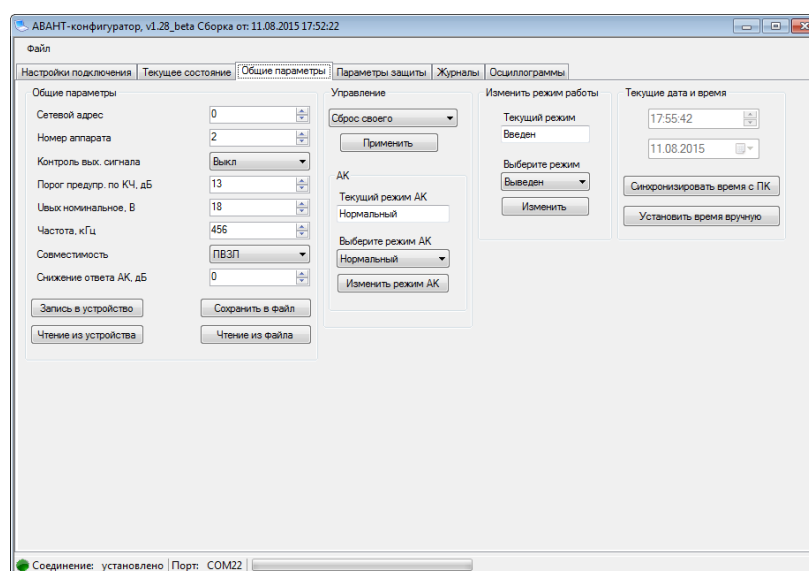 АВАНТ-конфигуратор, v1.28_beta Сборка от: 11.08.2015 17:52:22
Файл
Настройки подключения Текущее состояние Общие параметры Параметры защиты Журналы Осциллограммы
Общие параметры
Сетевой адрес 0
Номер аппарата 2
Контроль вых. сигнала Выкл
Порог предупр. по КЧ, дБ 13
Uвых номинальное, В 18
Частота, кГц 456
Совместимость ПВЗП
Снижение ответа АК, дБ 0
Запись в устройство Сохранить в файл
Чтение из устройства Чтение из файла
Управление
Сброс своего
Применить
АК
Текущий режим АК
Нормальный
Выберите режим АК
Нормальный
Изменить режим АК
Изменить режим работы
Текущий режим
Введен
Выберите режим
Выведен
Изменить
Текущие дата и время
17:55:42
11.08.2015
Синхронизировать время с ПК
Установить время вручную
Соединение: установлено Порт: COM22